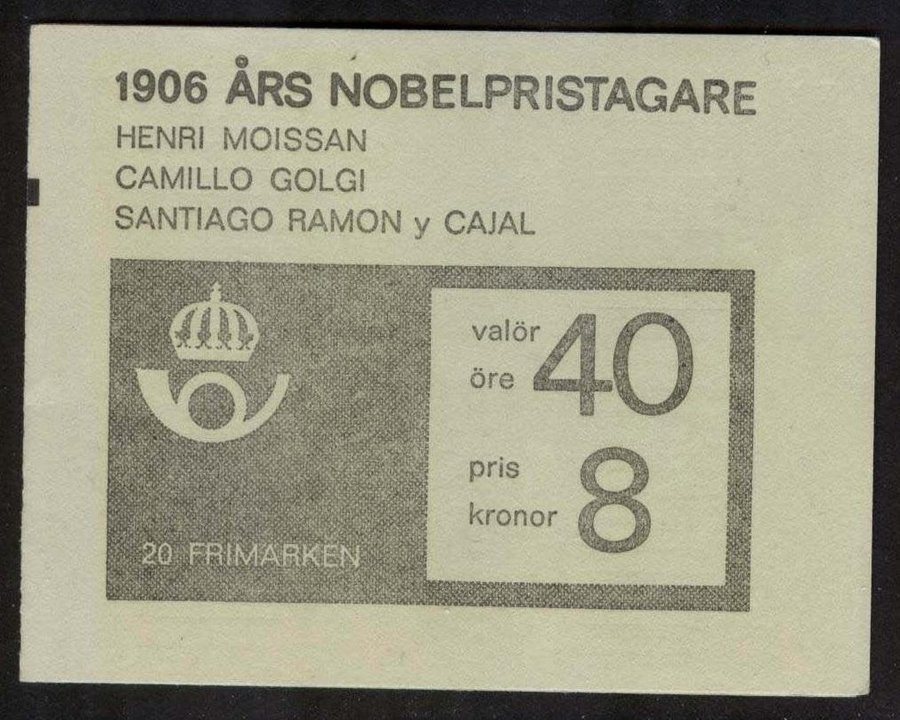 1906 ÅRS NOBELPRISTAGARE
HENRI MOISSAN
CAMILLO GOLGI
SANTIAGO RAMON y CAJAL
valör
öre 40
pris
kronor 8
20 FRIMÄRKEN